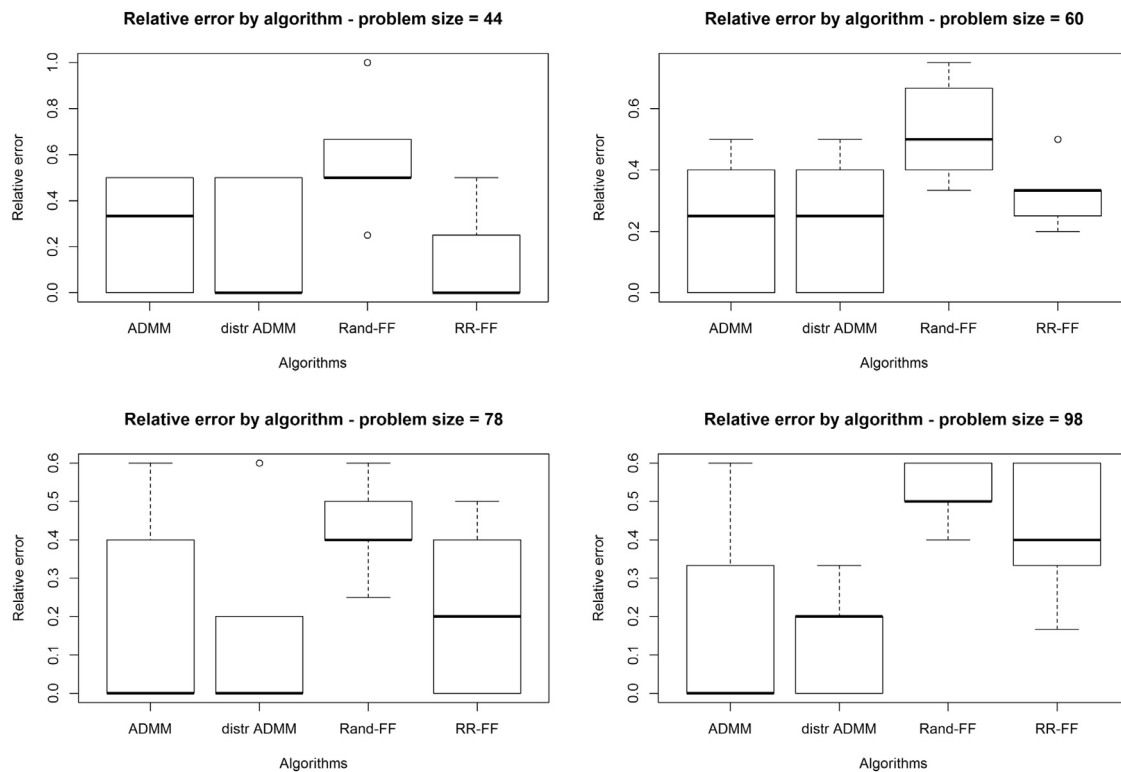 Relative error by algorithm - problem size = 44
Relative error
1.0
0.8
0.6
0.4
0.2
0.0
ADMM distr ADMM Rand-FF RR-FF
Algorithms
Relative error by algorithm - problem size = 60
Relative error
0.6
0.4
0.2
0.0
ADMM distr ADMM Rand-FF RR-FF
Algorithms
Relative error by algorithm - problem size = 78
Relative error
0.6
0.5
0.4
0.3
0.2
0.1
0.0
ADMM distr ADMM Rand-FF RR-FF
Algorithms
Relative error by algorithm - problem size = 98
Relative error
0.6
0.5
0.4
0.3
0.2
0.1
0.0
ADMM distr ADMM Rand-FF RR-FF
Algorithms